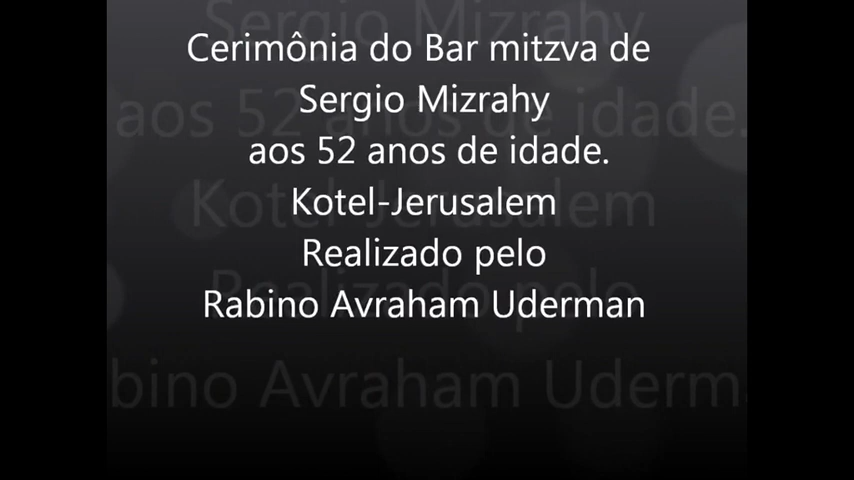 Cerimônia do Bar mitzva de
Sergio Mizrahy
aos 52 anos de idade.
Kotel-Jerusalem
Realizado pelo
Rabino Avraham Uderman